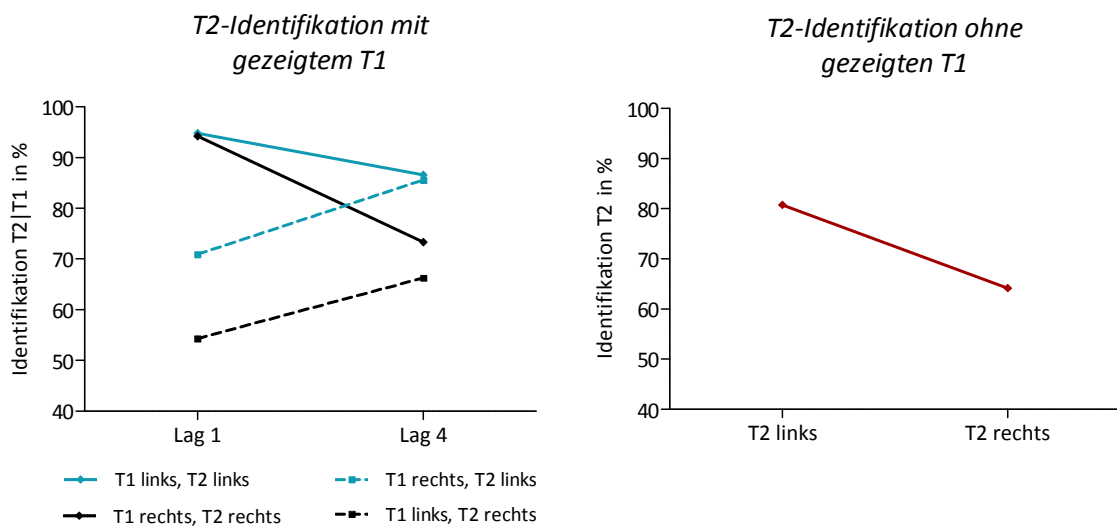 T2-Identifikation mit
gezeigtem T1
Identifikation T2|T1 in %
100
90
80
70
60
50
40
Lag 1
Lag 4
T1 links, T2 links
T1 rechts, T2 links
T1 rechts, T2 rechts
T1 links, T2 rechts
T2-Identifikation ohne
gezeigten T1
Identifikation T2 in %
100
90
80
70
60
50
40
T2 links
T2 rechts